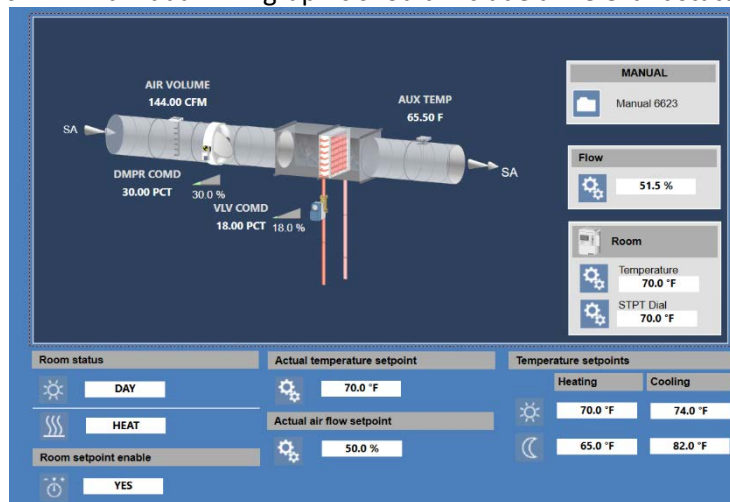 AIR VOLUME
144.00 CFM
AUX TEMP
65.50 F
SA
SA
DMPR COMD
30.00 PCT
30.0 %
VLV COMD
18.00 PCT
18.0 %
MANUAL
Manual 6623
Flow
51.5 %
Room
Temperature
70.0 °F
STPT Dial
70.0 °F
Room status
DAY
HEAT
Room setpoint enable
YES
Actual temperature setpoint
70.0 °F
Actual air flow setpoint
50.0 %
Temperature setpoints
Heating Cooling
70.0 °F 74.0 °F
65.0 °F 82.0 °F